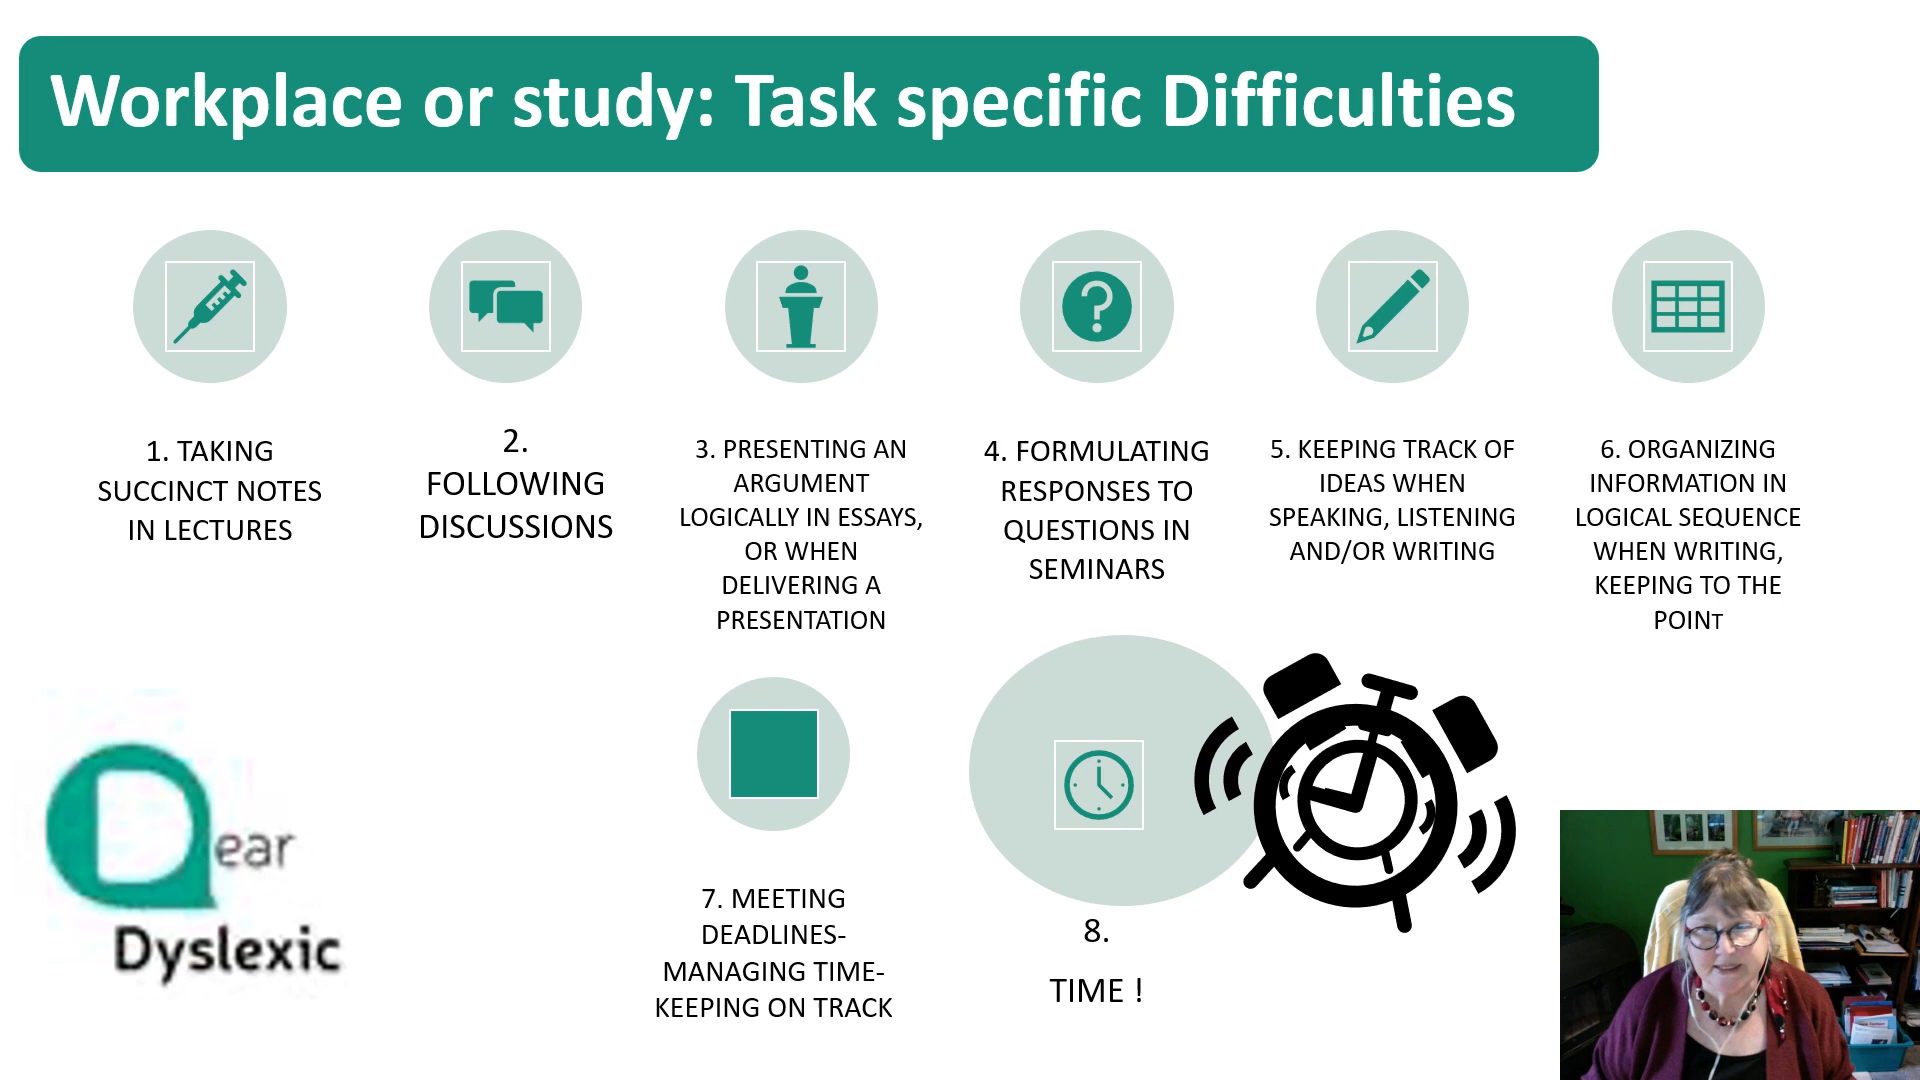 Workplace or study: Task specific Difficulties
1. TAKING
SUCCINCT NOTES
IN LECTURES
2.
FOLLOWING
DISCUSSIONS
3. PRESENTING AN
ARGUMENT
LOGICALLY IN ESSAYS,
OR WHEN
DELIVERING A
PRESENTATION
4. FORMULATING
RESPONSES TO
QUESTIONS IN
SEMINARS
5. KEEPING TRACK OF
IDEAS WHEN
SPEAKING, LISTENING
AND/OR WRITING
6. ORGANIZING
INFORMATION IN
LOGICAL SEQUENCE
WHEN WRITING,
KEEPING TO THE
POINT
7. MEETING
DEADLINES-
MANAGING TIME-
KEEPING ON TRACK
8.
TIME !
Dear
Dyslexic